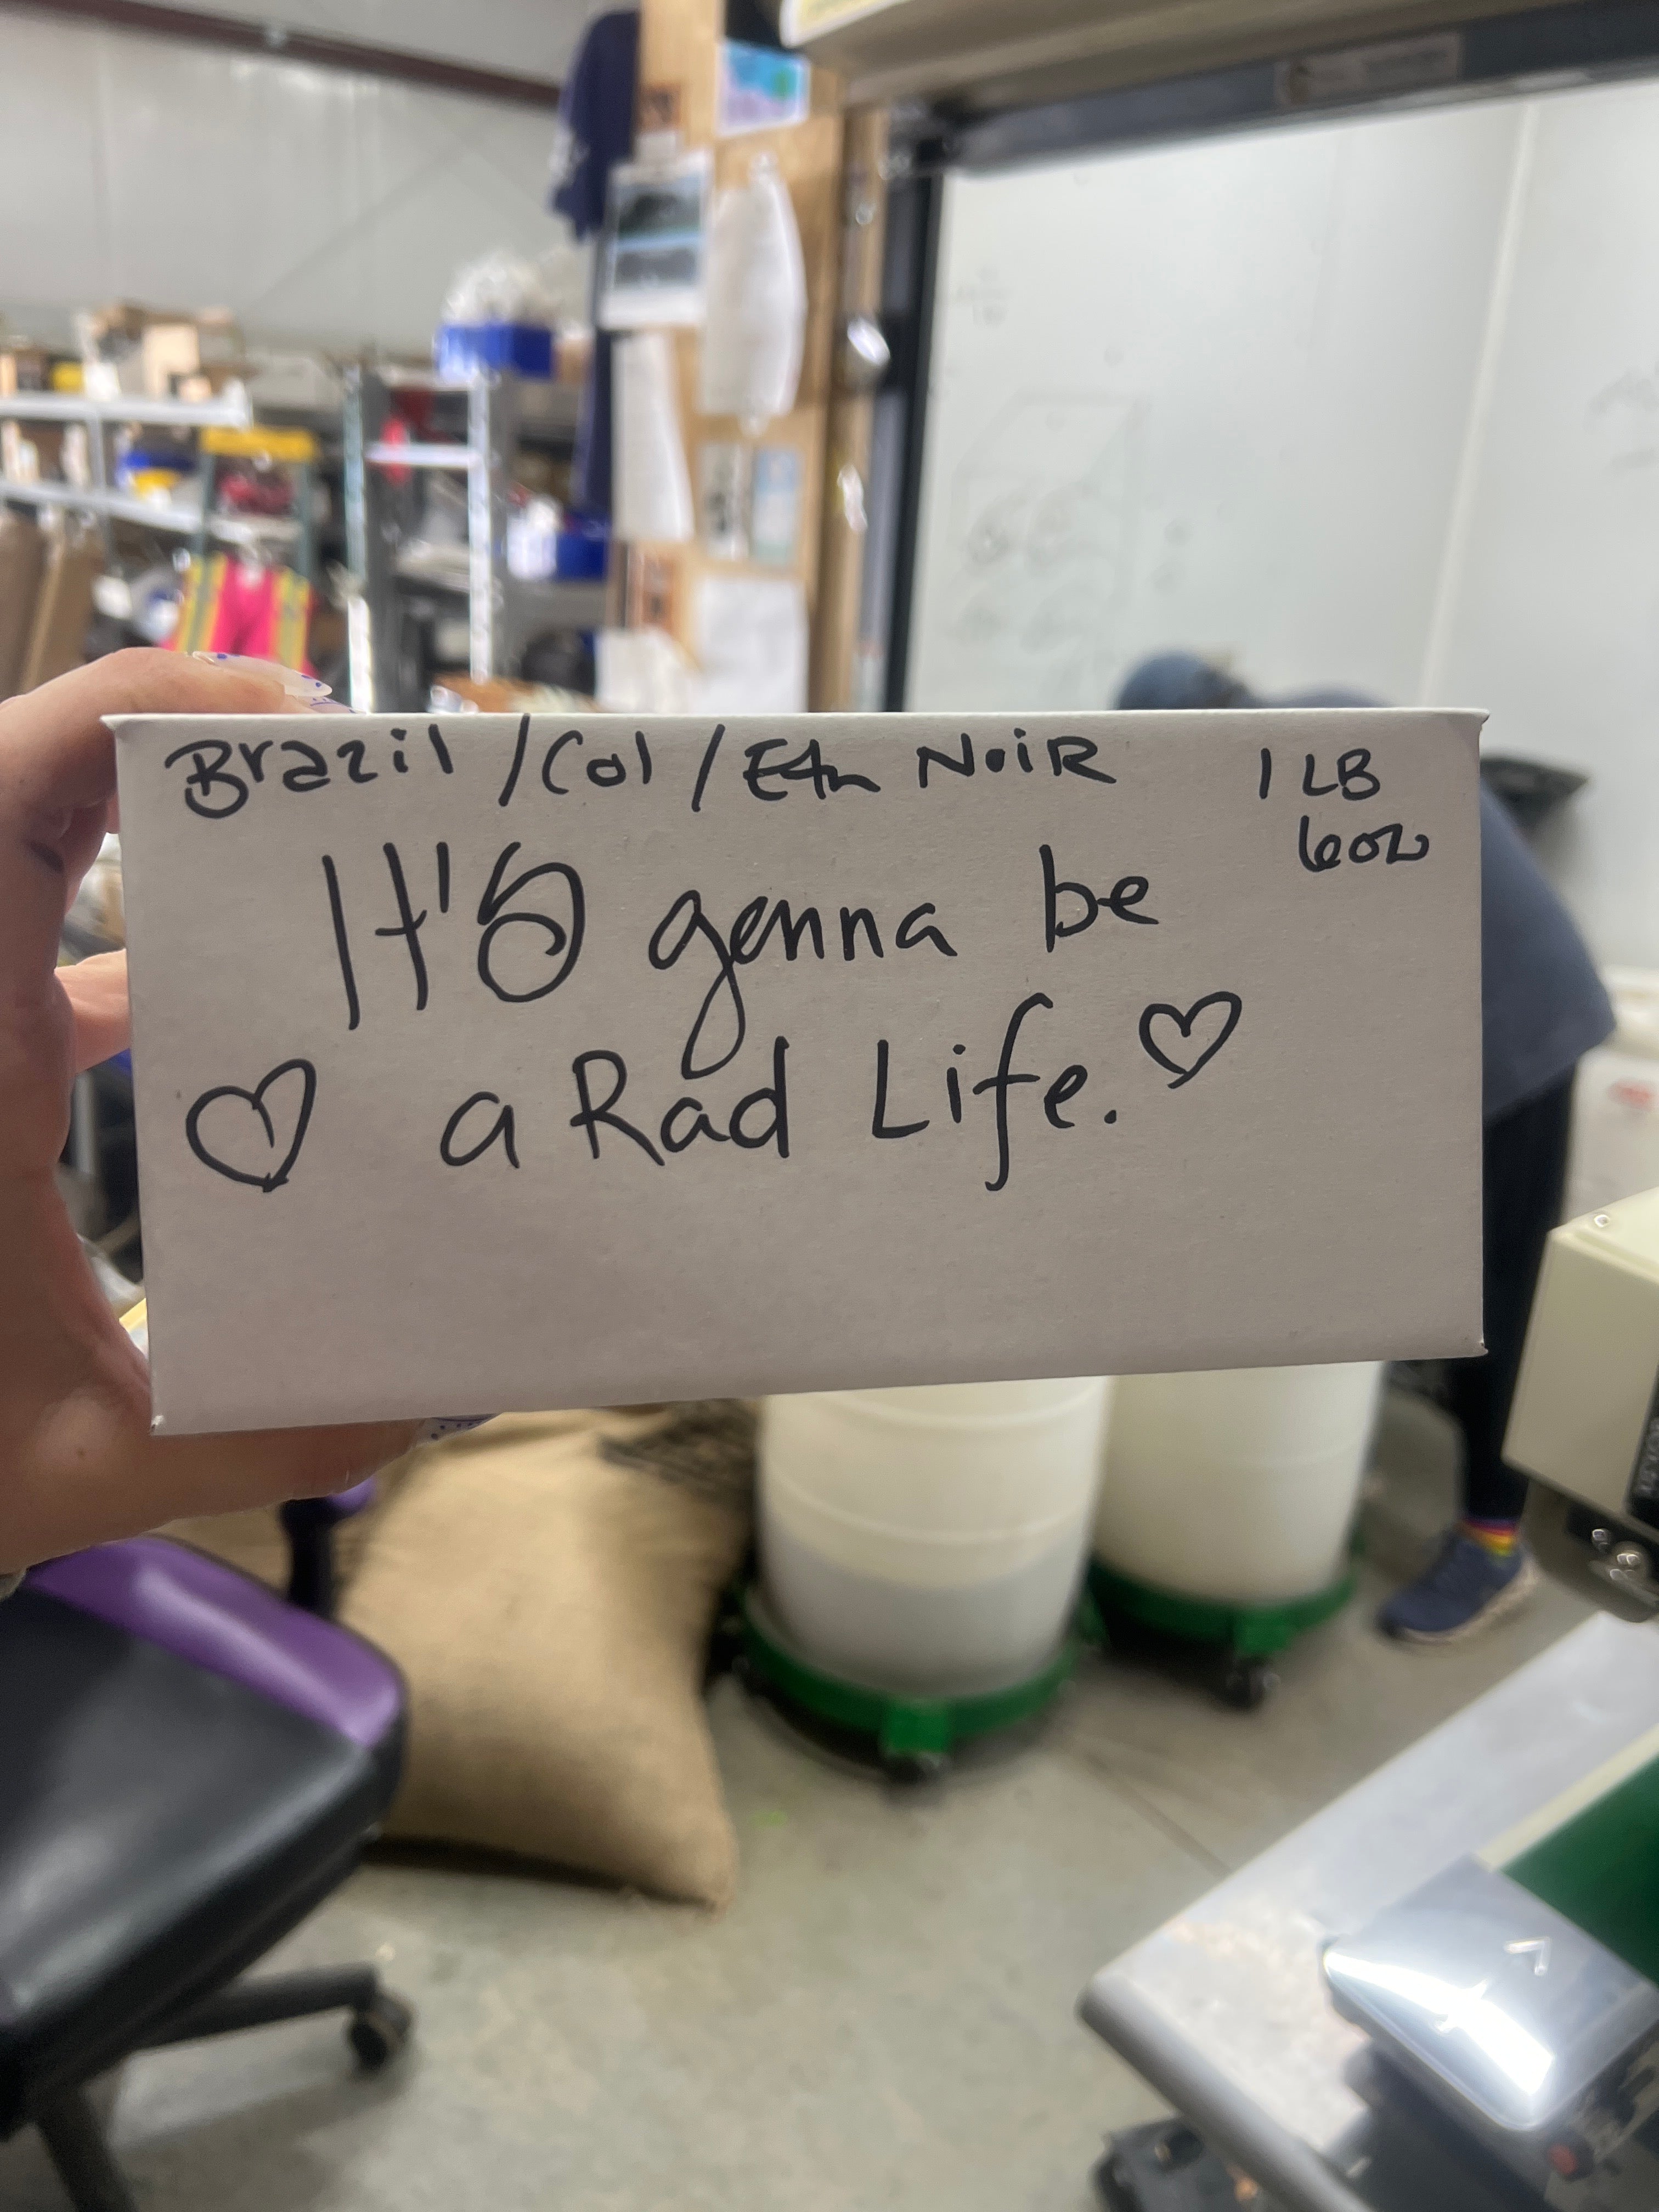 Brazil / Col / Eth NoiR 1 LB
6oz
It's gonna be
a Rad Life.